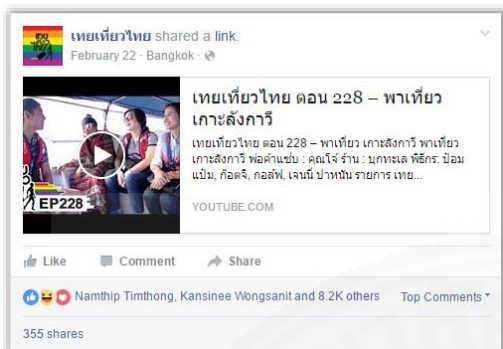 เทยเที่ยวไทย shared a link.
February 22 · Bangkok ·
เทยเที่ยวไทย ตอน 228 – พาเที่ยว
เกาะลังกาวี
เทยเที่ยวไทย ตอน 228 – พาเที่ยว เกาะลังกาวี พาเที่ยว
เกาะลังกาวี พ่อค้าแซ่บ : คุณโจ๋ ร้าน : บุกทะเล พิธีกร: ป๋อม
แป๋ม, ก๊อตจิ, กอล์ฟ, เจนนี่ ปาหนัน รายการ เทย...
YOUTUBE.COM
EP228
Like Comment Share
Namthip Timthong, Kansinee Wongsanit and 8.2K others Top Comments
355 shares